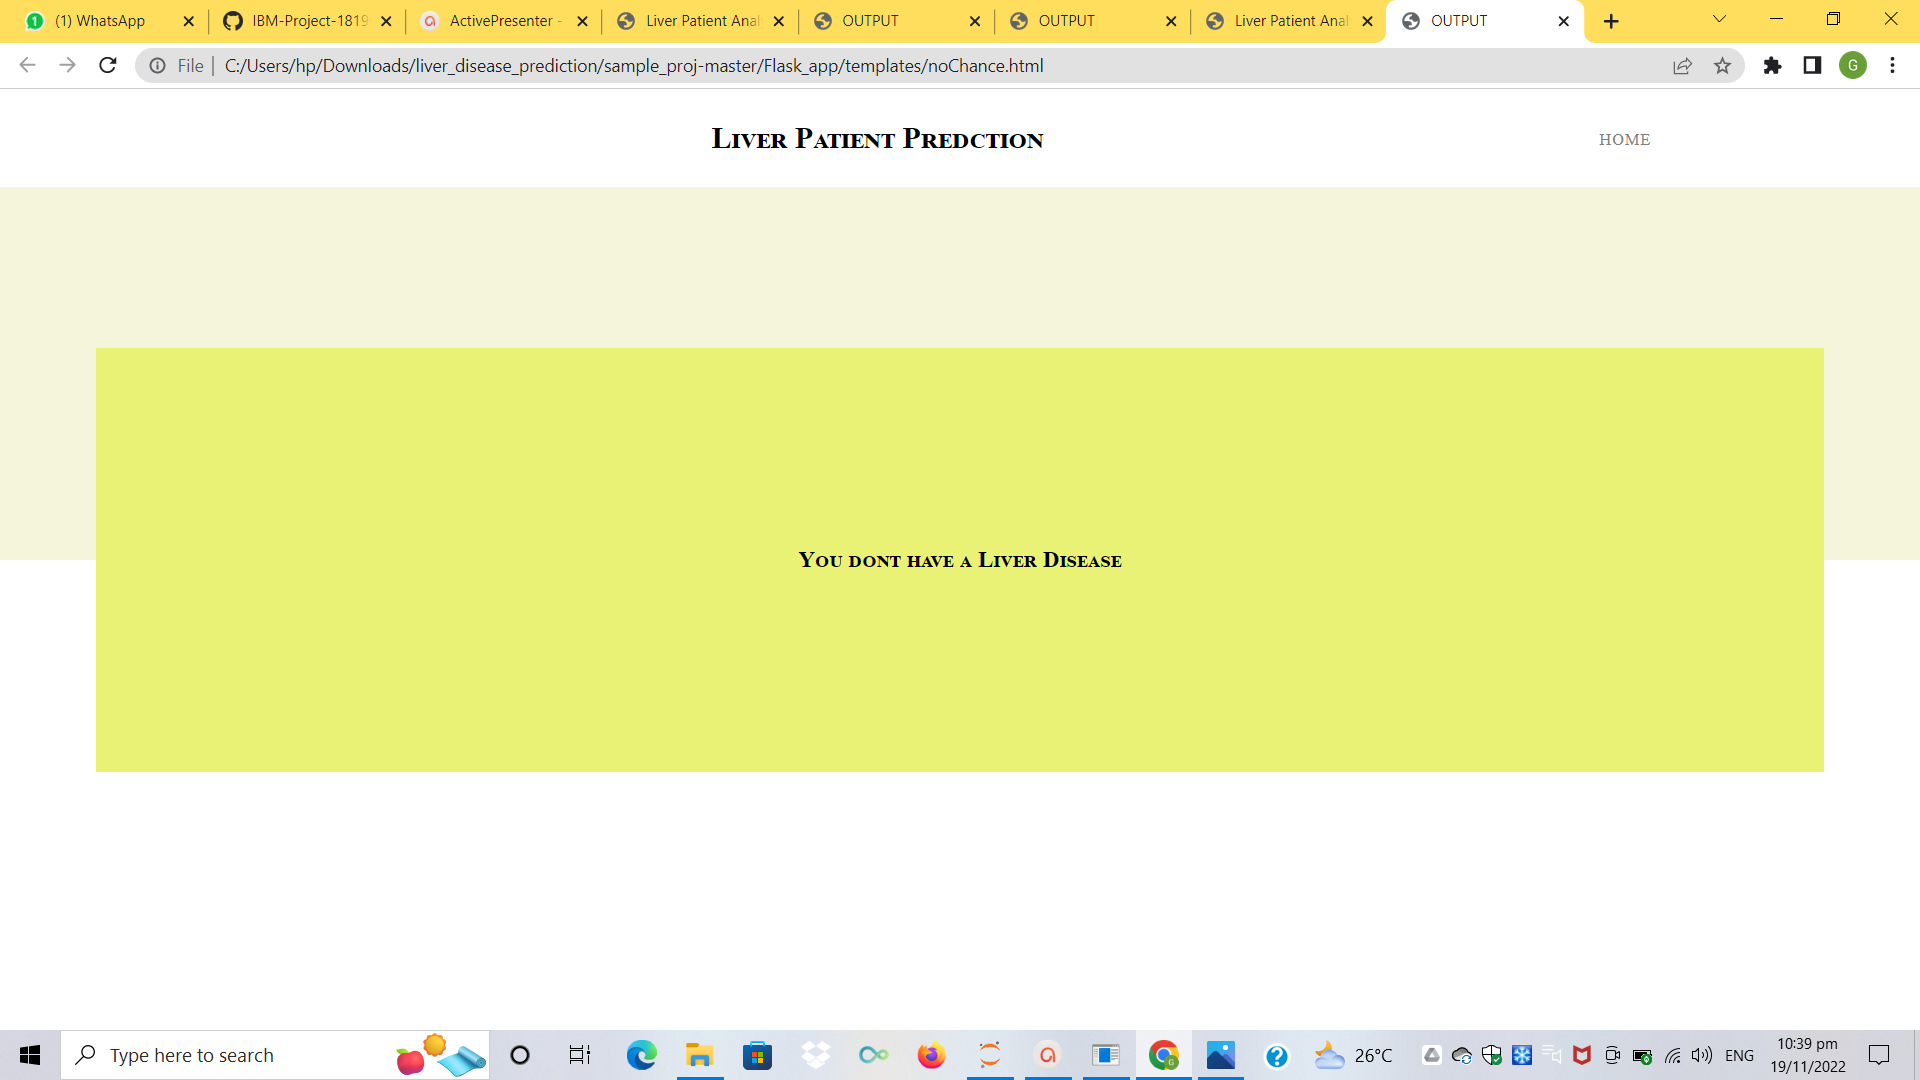 (1) WhatsApp
IBM-Project-1819
ActivePresenter -
Liver Patient Anal
OUTPUT
OUTPUT
Liver Patient Anal
OUTPUT
File | C:/Users/hp/Downloads/liver_disease_prediction/sample_proj-master/Flask_app/templates/noChance.html
G
Liver Patient Predction
HOME
You dont have a Liver Disease
Type here to search
26°C
ENG
10:39 pm
19/11/2022